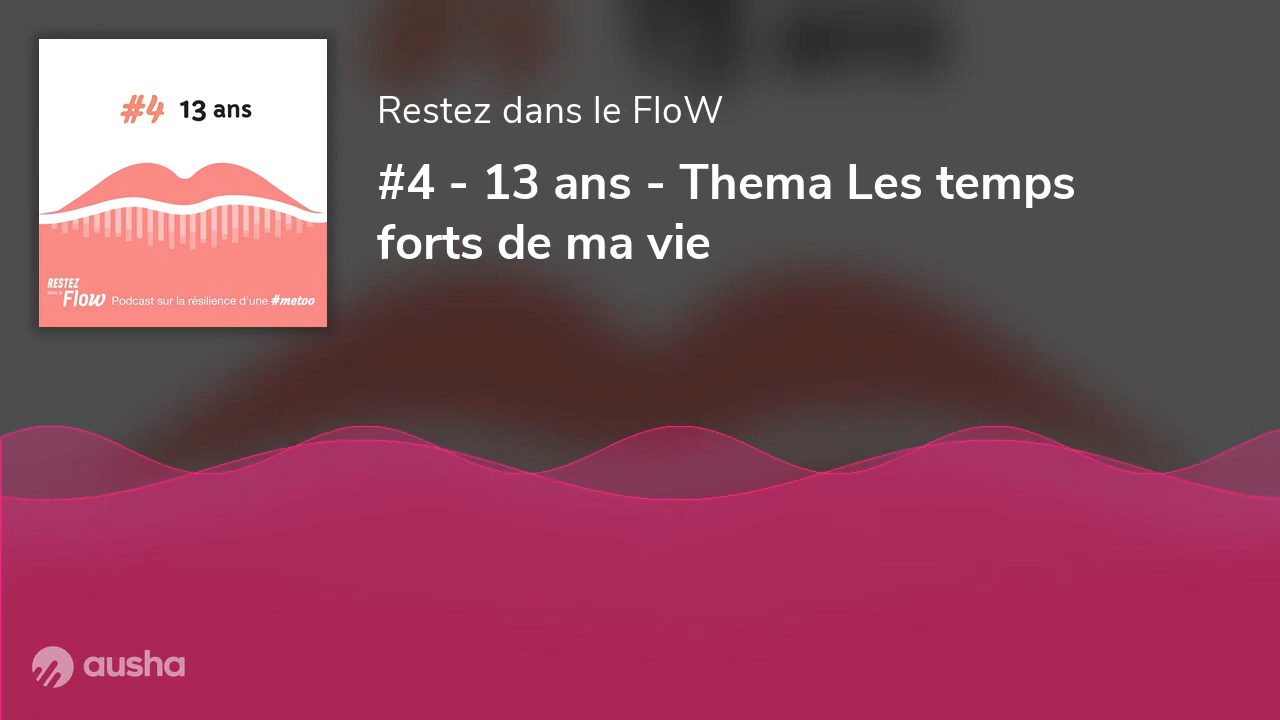 #4 13 ans
RESTEZ
dans le
FloW Podcast sur la résilience d'une #metoo
Restez dans le FloW
#4 - 13 ans - Thema Les temps
forts de ma vie
ausha